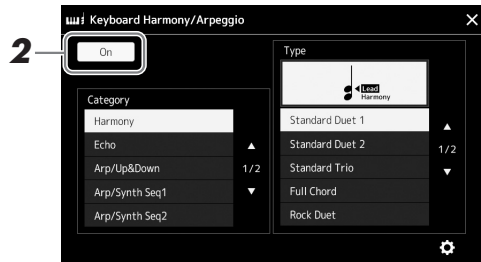 Keyboard Harmony/Arpeggio
2
On
Category
Harmony
Echo
Arp/Up&Down
Arp/Synth Seq1
Arp/Synth Seq2
1/2
Type
Lead
Harmony
Standard Duet 1
Standard Duet 2
Standard Trio
Full Chord
Rock Duet
1/2